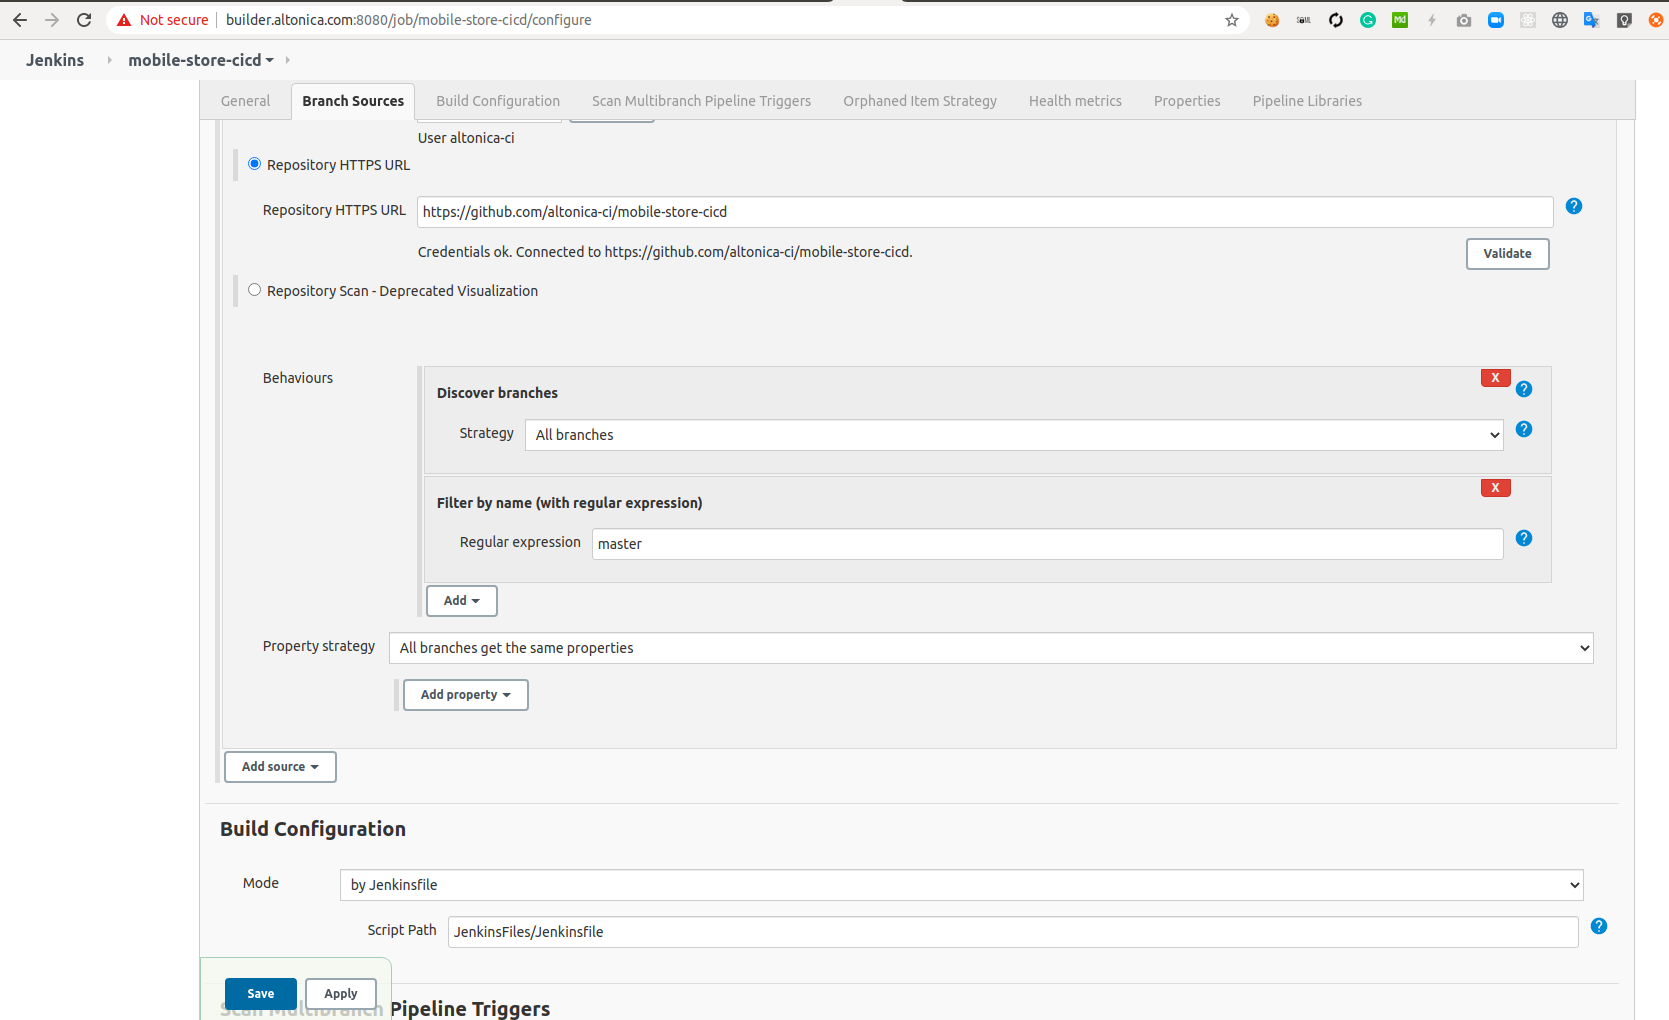 Not secure builder.altonica.com:8080/job/mobile-store-cicd/configure
Jenkins mobile-store-cicd
General Branch Sources Build Configuration Scan Multibranch Pipeline Triggers Orphaned Item Strategy Health metrics Properties Pipeline Libraries
User altonica-ci
Repository HTTPS URL
Repository HTTPS URL https://github.com/altonica-ci/mobile-store-cicd ?
Credentials ok. Connected to https://github.com/altonica-ci/mobile-store-cicd. Validate
Repository Scan - Deprecated Visualization
Behaviours X ?
Discover branches
Strategy All branches ?
X
Filter by name (with regular expression)
Regular expression master ?
Add
Property strategy All branches get the same properties
Add property
Add source
Build Configuration
Mode by Jenkinsfile
Script Path JenkinsFiles/Jenkinsfile ?
Save Apply
Scan Multibranch Pipeline Triggers